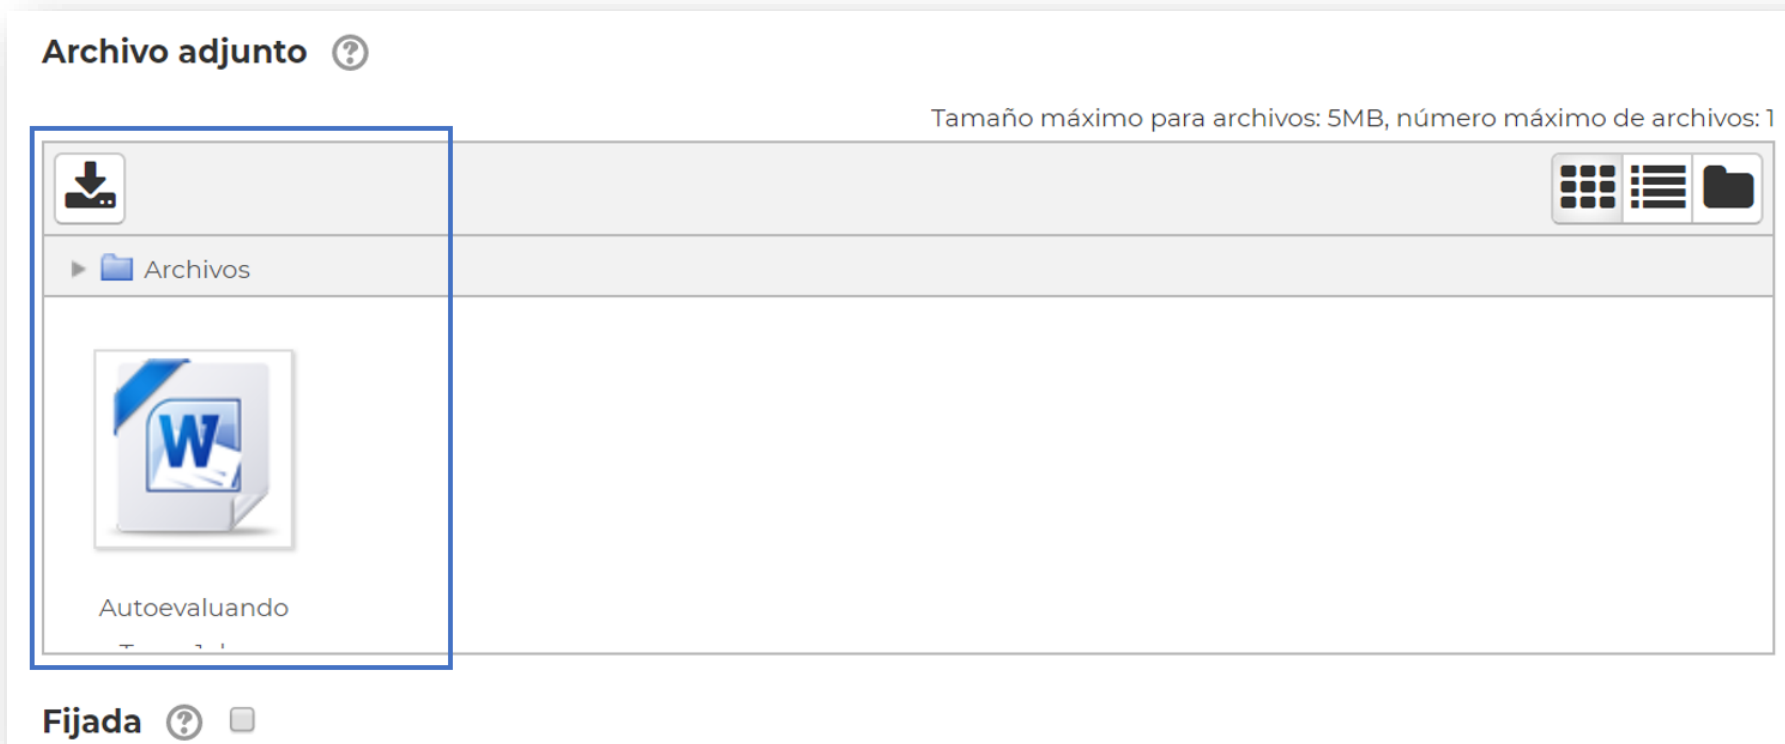 Archivo adjunto
Tamaño máximo para archivos: 5MB, número máximo de archivos: 1
Archivos
W
Autoevaluando
Fijada